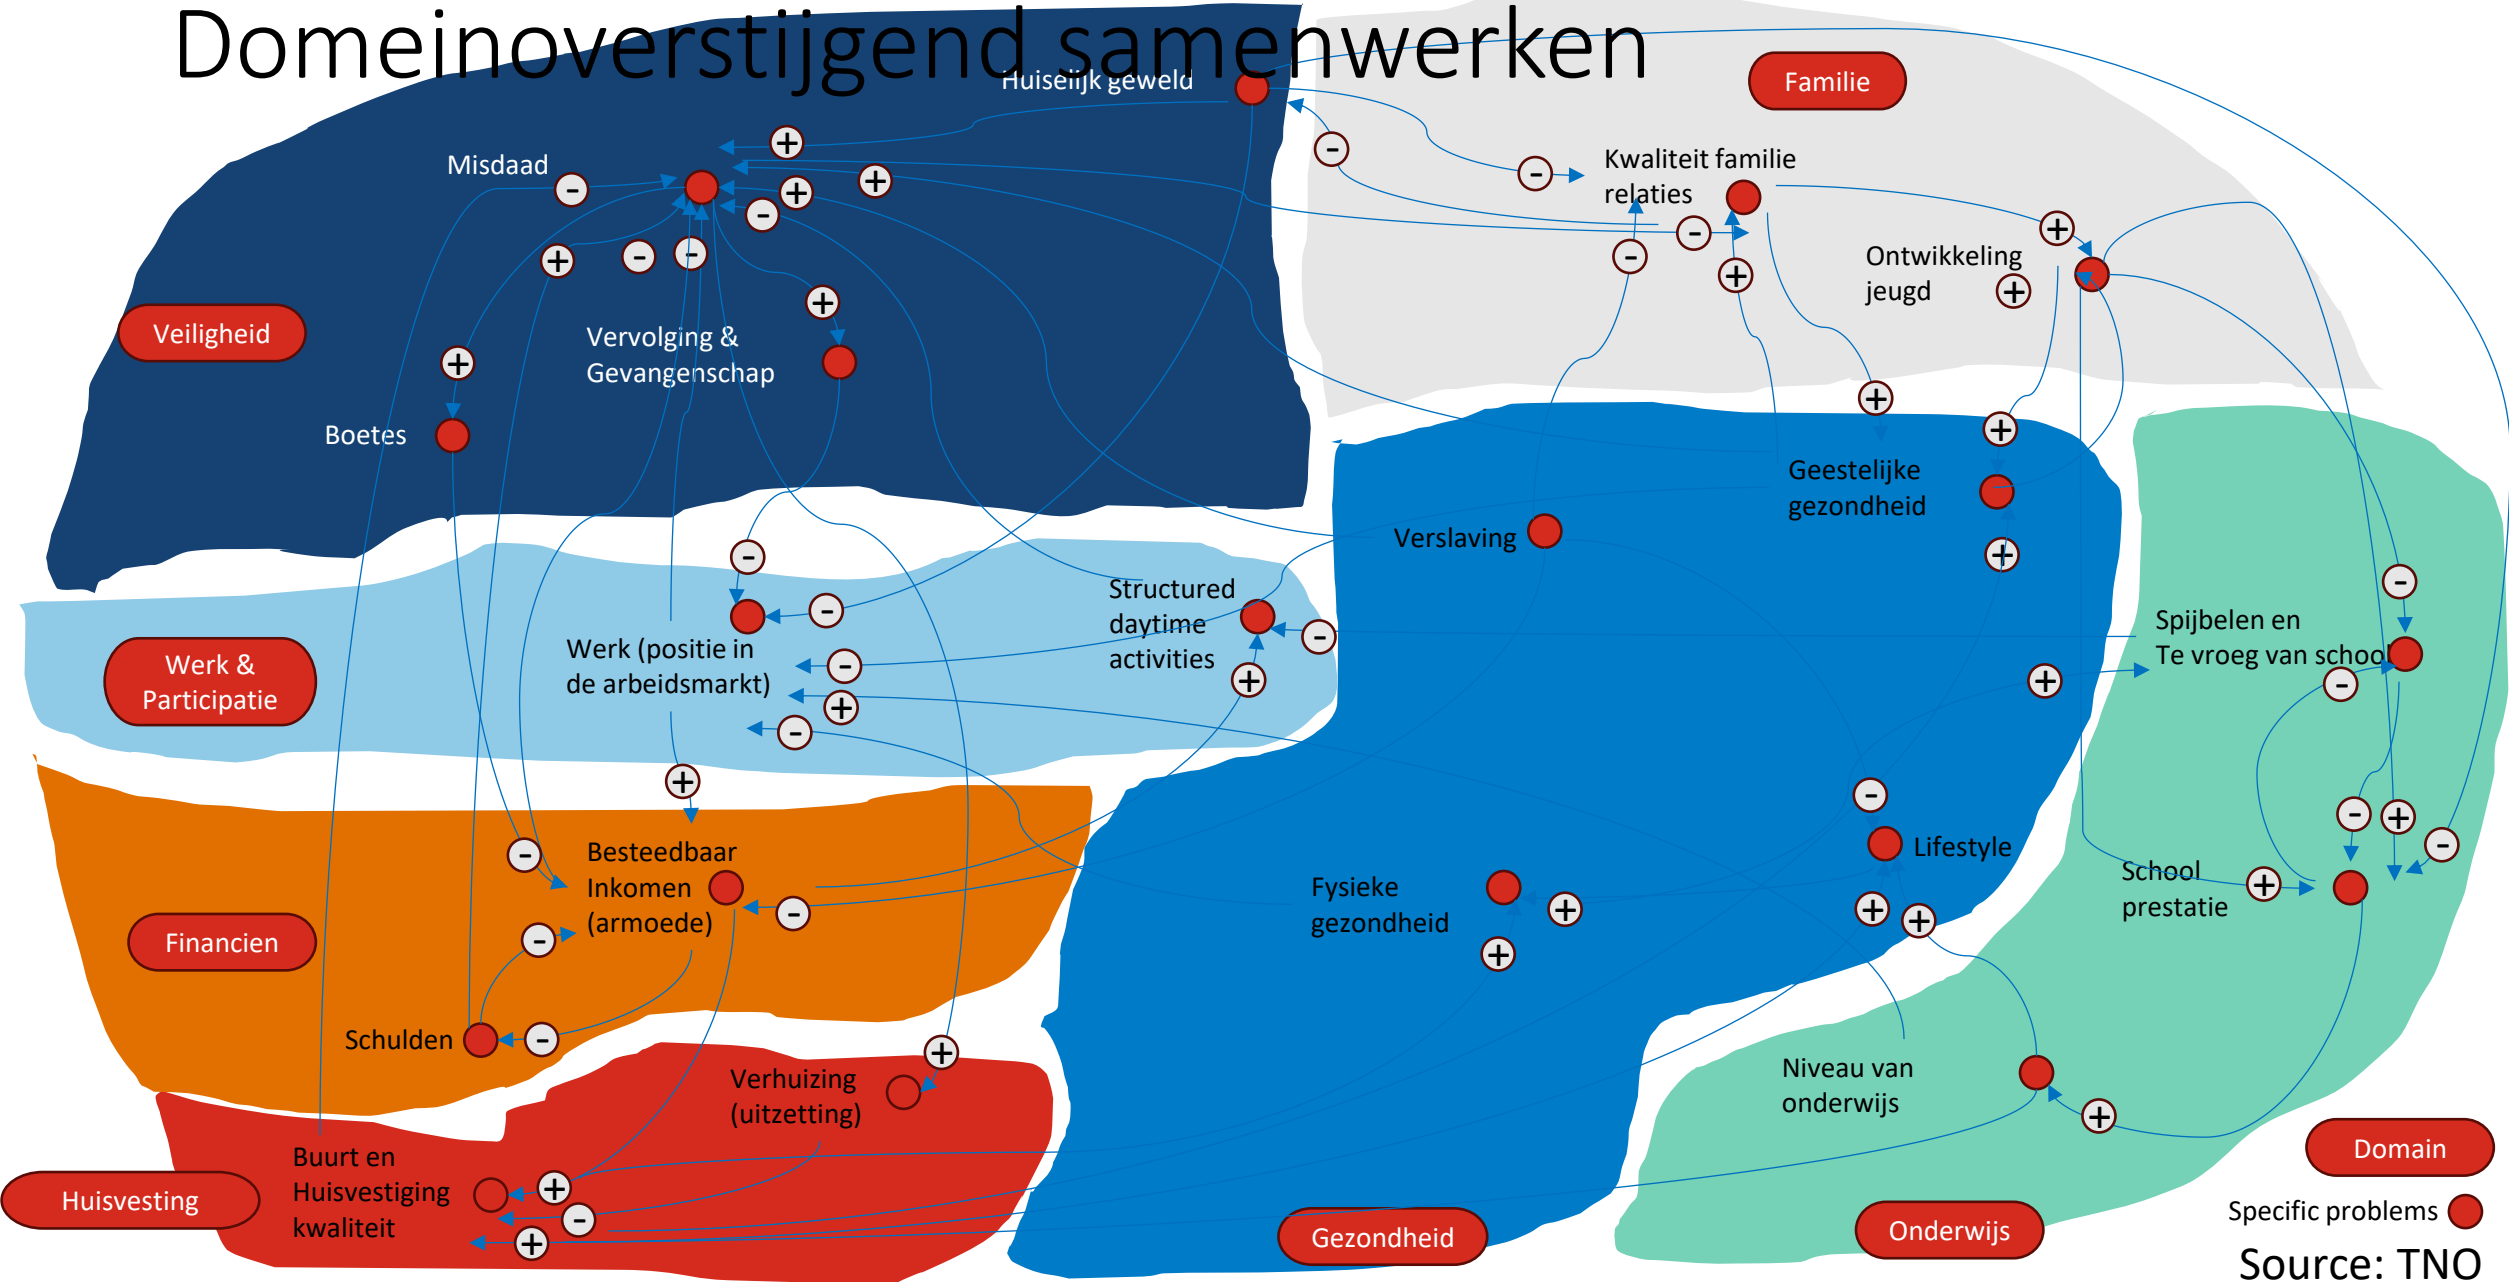 Domeinoverstijgend samenwerken
Huiselijk geweld
Familie
Misdaad
Kwaliteit familie
relaties
Ontwikkeling
jeugd
Veiligheid
Vervolging &
Gevangenschap
Boetes
Geestelijke
gezondheid
Verslaving
Structured
daytime
activities
Werk (positie in
de arbeidsmarkt)
Werk &
Participatie
Spijbelen en
Te vroeg van school
Besteedbaar
Inkomen
(armoede)
Financien
Schulden
Lifestyle
Fysieke
gezondheid
School
prestatie
Verhuizing
(uitzetting)
Niveau van
onderwijs
Buurt en
Huisvestiging
kwaliteit
Huisvesting
Gezondheid
Onderwijs
Domain
Specific problems
Source: TNO